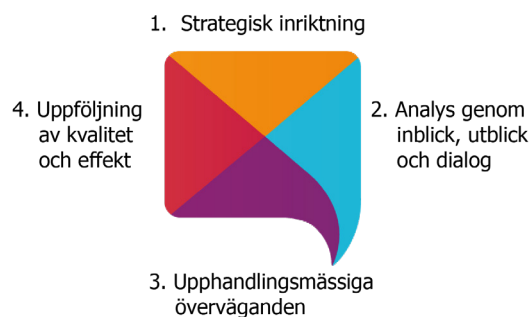 1. Strategisk inriktning
2. Analys genom
inblick, utblick
och dialog
3. Upphandlingsmässiga
överväganden
4. Uppföljning
av kvalitet
och effekt